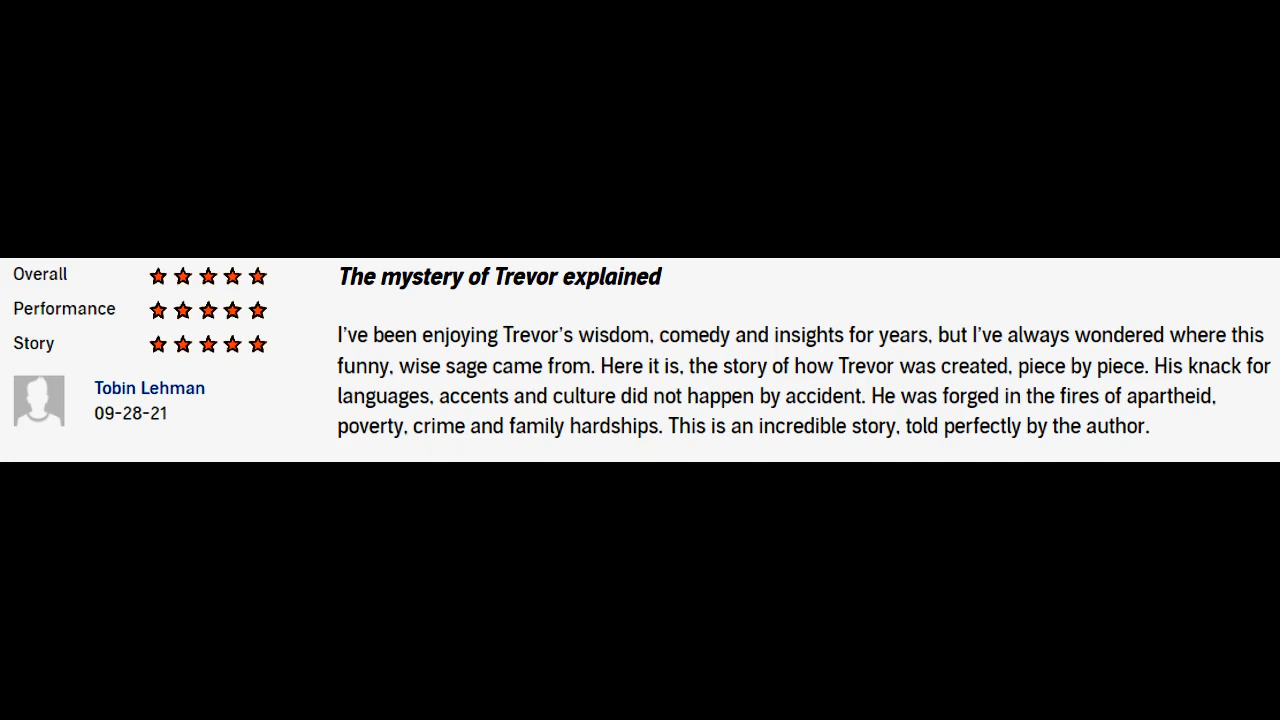 Overall
Performance
Story
Tobin Lehman
09-28-21
The mystery of Trevor explained
I've been enjoying Trevor's wisdom, comedy and insights for years, but I've always wondered where this
funny, wise sage came from. Here it is, the story of how Trevor was created, piece by piece. His knack for
languages, accents and culture did not happen by accident. He was forged in the fires of apartheid,
poverty, crime and family hardships. This is an incredible story, told perfectly by the author.